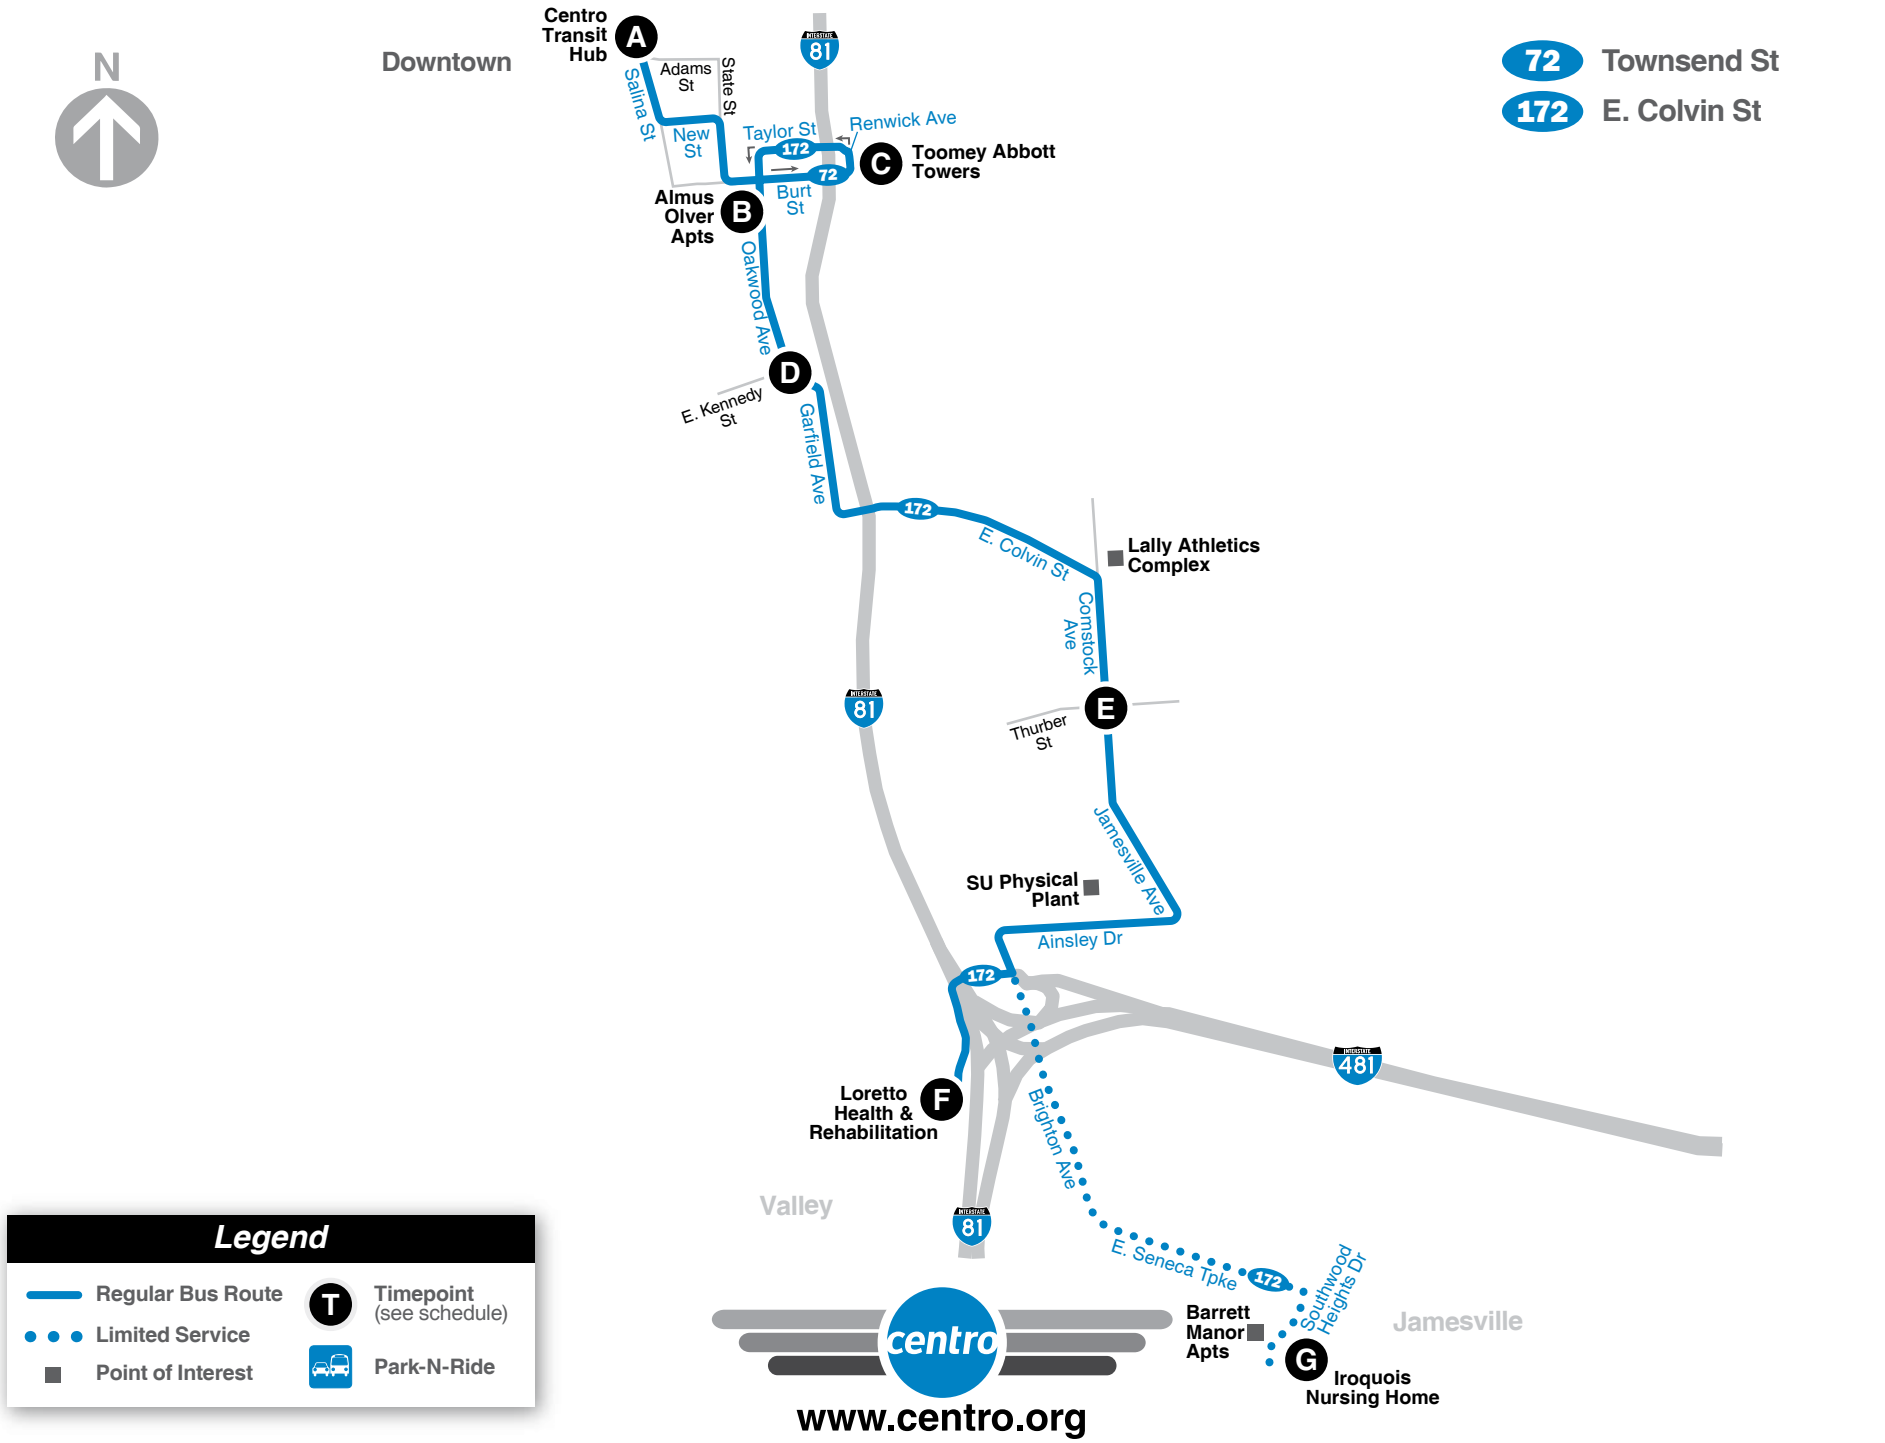 N
Downtown
Centro
Transit
Hub
A
Adams
St
State St
Salina St
New
St
INTERSTATE
81
Taylor St
Renwick Ave
172
72
C
Toomey Abbott
Towers
Burt
St
Almus
Olver
Apts
B
72 Townsend St
172 E. Colvin St
Oakwood Ave
D
E. Kennedy
St
Garfield Ave
172
E. Colvin St
Lally Athletics
Complex
Comstock
Ave
INTERSTATE
81
E
Thurber
St
Jamesville Ave
SU Physical
Plant
Ainsley Dr
172
INTERSTATE
481
Loretto
Health &
Rehabilitation
F
Brighton Ave
Valley
INTERSTATE
81
E. Seneca Tpke
172
Southwood
Heights Dr
Jamesville
Barrett
Manor
Apts
G
Iroquois
Nursing Home
Legend
Regular Bus Route
Limited Service
Point of Interest
T
Timepoint
(see schedule)
Park-N-Ride
centro
www.centro.org